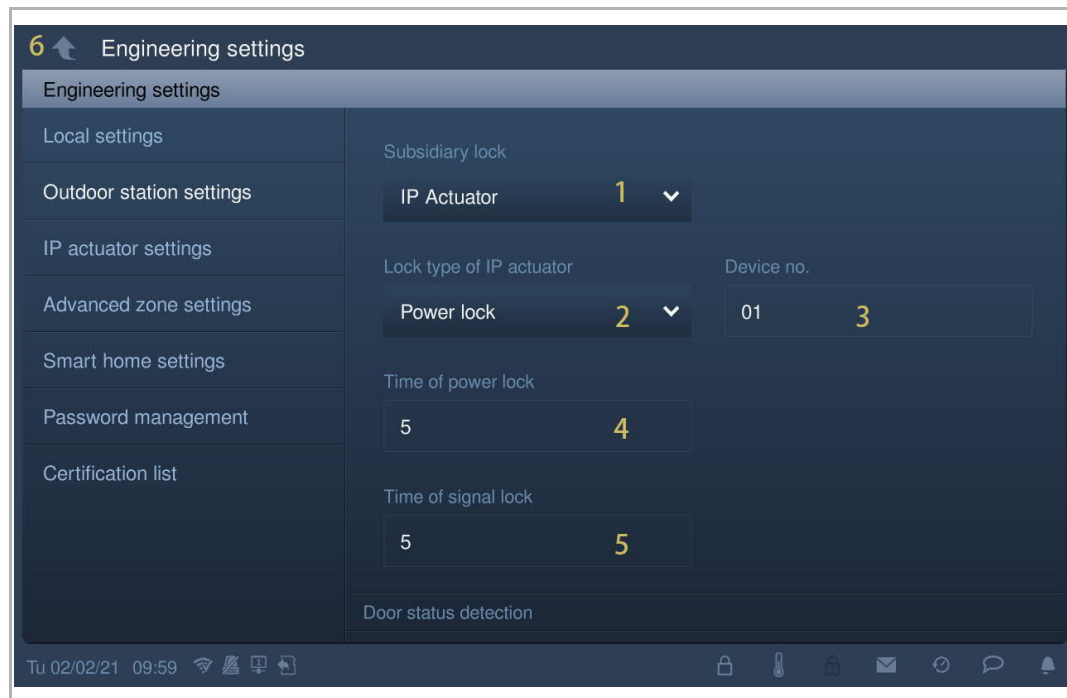 6 Engineering settings
Engineering settings
Local settings
Outdoor station settings
IP actuator settings
Advanced zone settings
Smart home settings
Password management
Certification list
Subsidiary lock
IP Actuator 1
Lock type of IP actuator Device no.
Power lock 2 01 3
Time of power lock
5 4
Time of signal lock
5 5
Door status detection
Tu 02/02/21 09:59